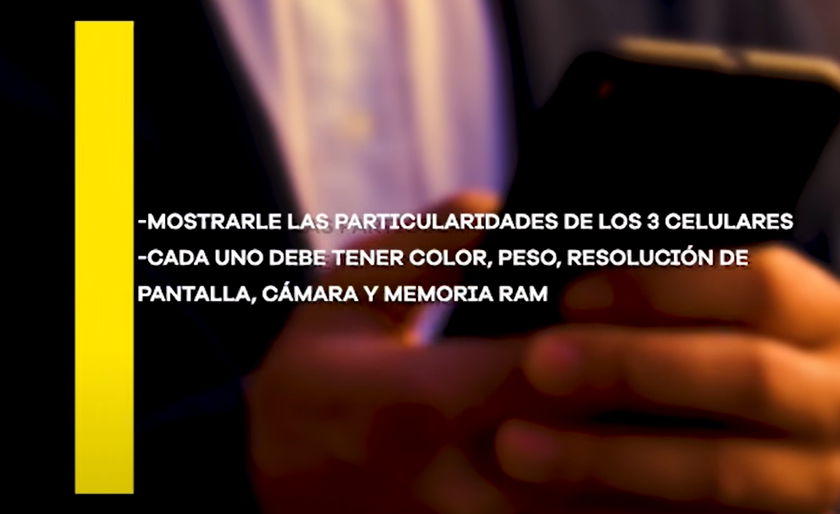 -MOSTRARLE LAS PARTICULARIDADES DE LOS 3 CELULARES
-CADA UNO DEBE TENER COLOR, PESO, RESOLUCIÓN DE
PANTALLA, CÁMARA Y MEMORIA RAM